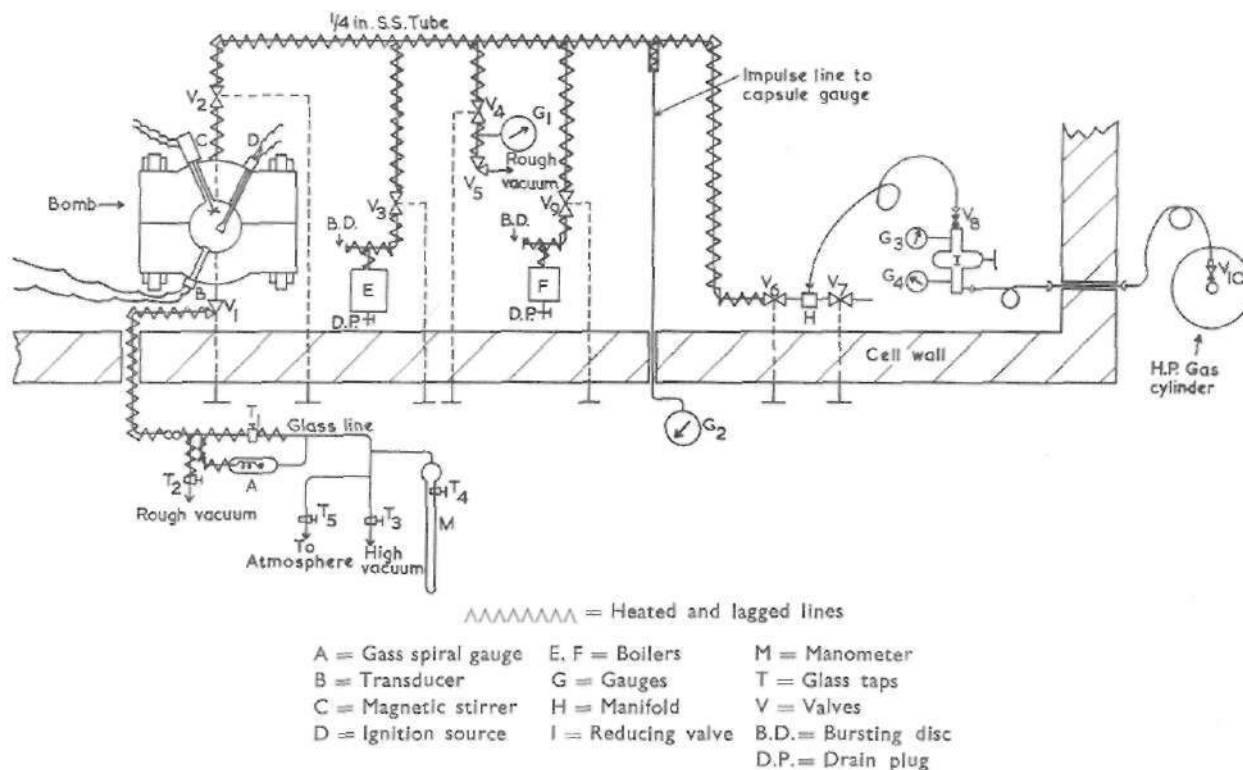 1/4 in. S.S. Tube
V2
C
D
Bomb
B
V1
V3
B.D.
E
D.P.
V4
G1
Rough
vacuum
V5
V9
B.D.
F
D.P.
Impulse line to
capsule gauge
V6
H
V7
V8
G3
I
G4
V10
H.P. Gas
cylinder
Cell wall
G2
T1
Glass line
T2
A
Rough vacuum
T5
To
Atmosphere
T3
High
vacuum
T4
M
= Heated and lagged lines
A = Gass spiral gauge E, F = Boilers M = Manometer
B = Transducer G = Gauges T = Glass taps
C = Magnetic stirrer H = Manifold V = Valves
D = Ignition source I = Reducing valve B.D. = Bursting disc
D.P. = Drain plug